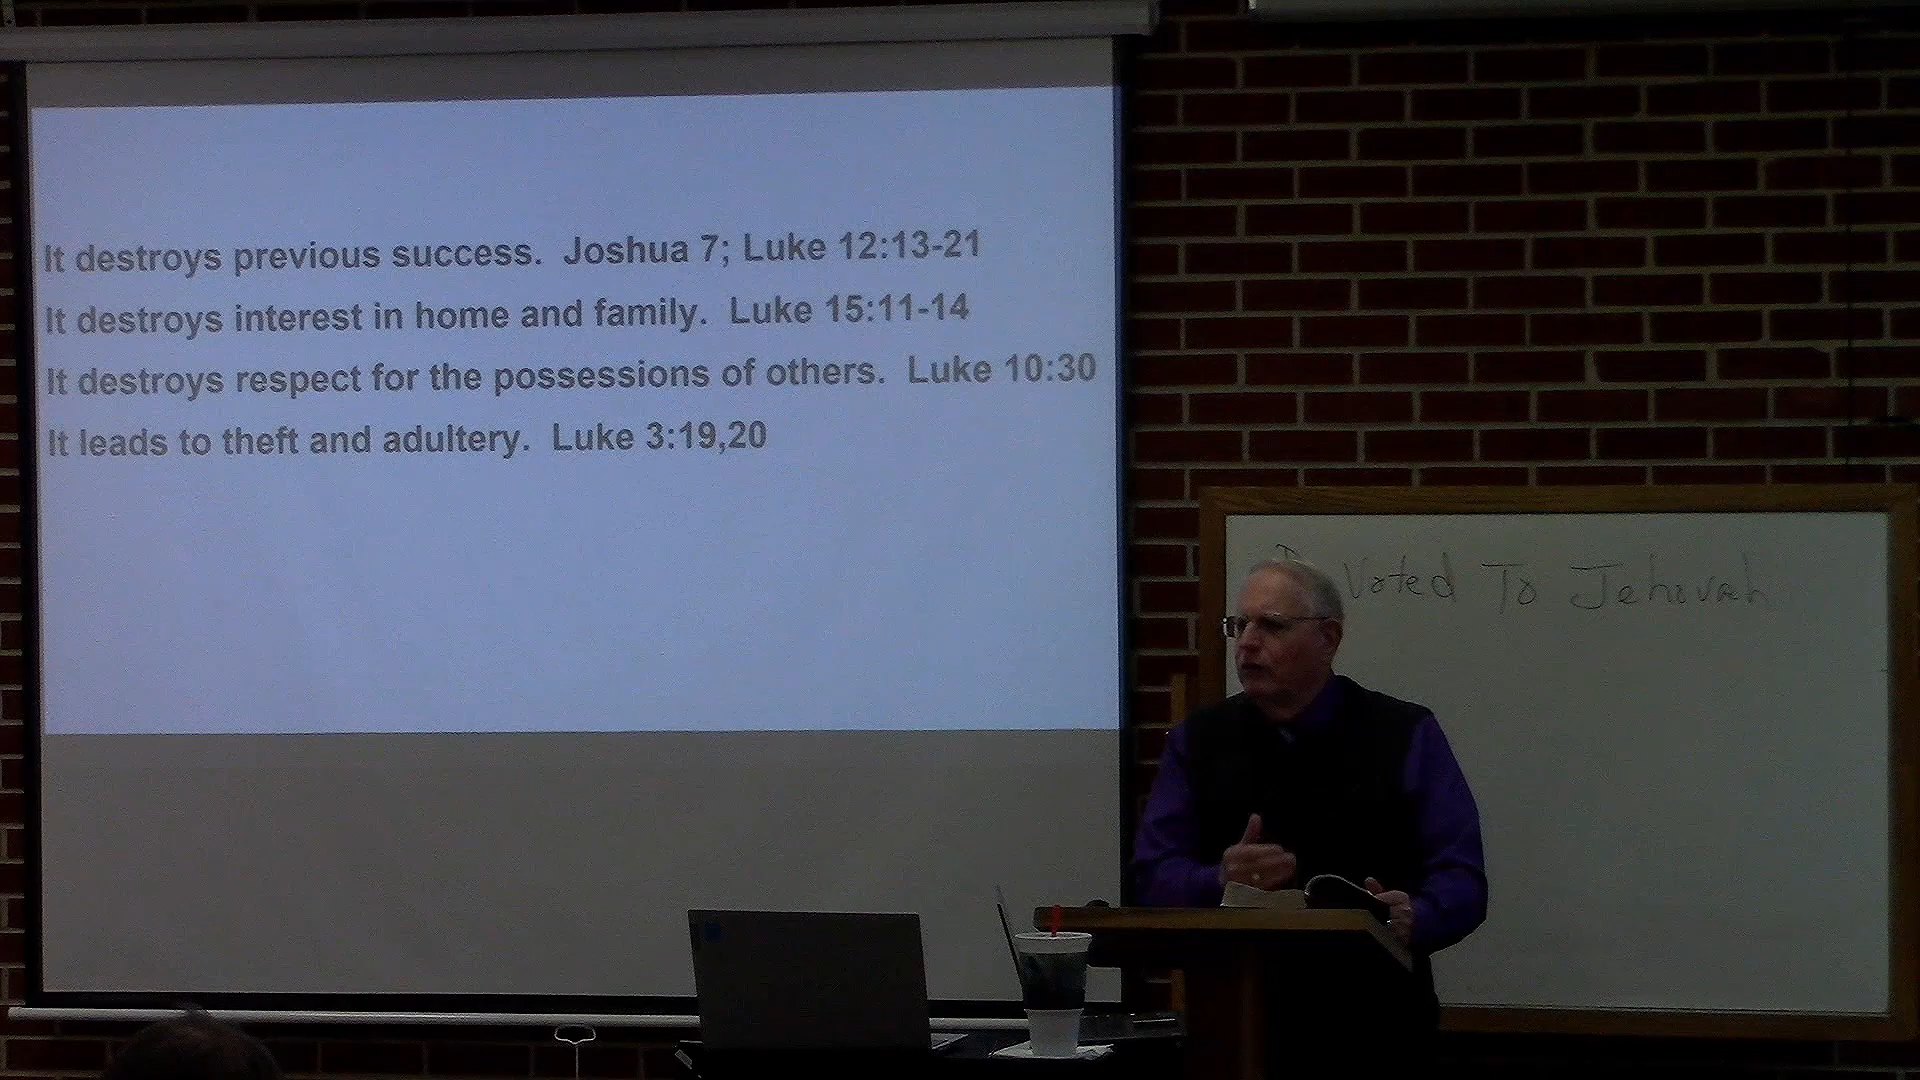 It destroys previous success.  Joshua 7; Luke 12:13-21
It destroys interest in home and family.  Luke 15:11-14
It destroys respect for the possessions of others.  Luke 10:30
It leads to theft and adultery.  Luke 3:19,20
Voted To Jehovah